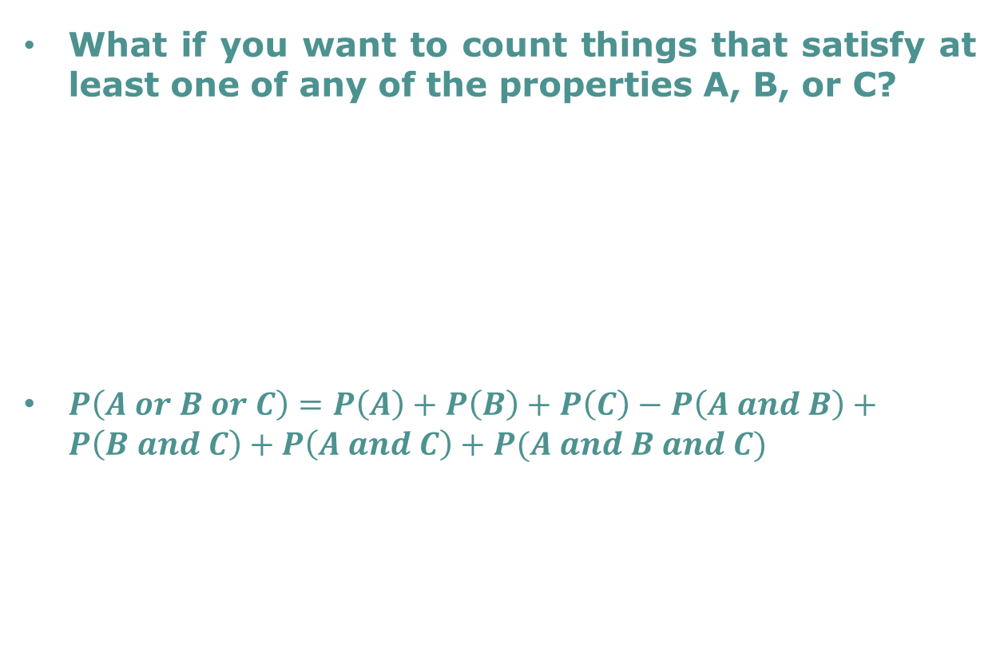 • What if you want to count things that satisfy at
least one of any of the properties A, B, or C?
• P(A or B or C) = P(A) + P(B) + P(C) − P(A and B) +
P(B and C) + P(A and C) + P(A and B and C)